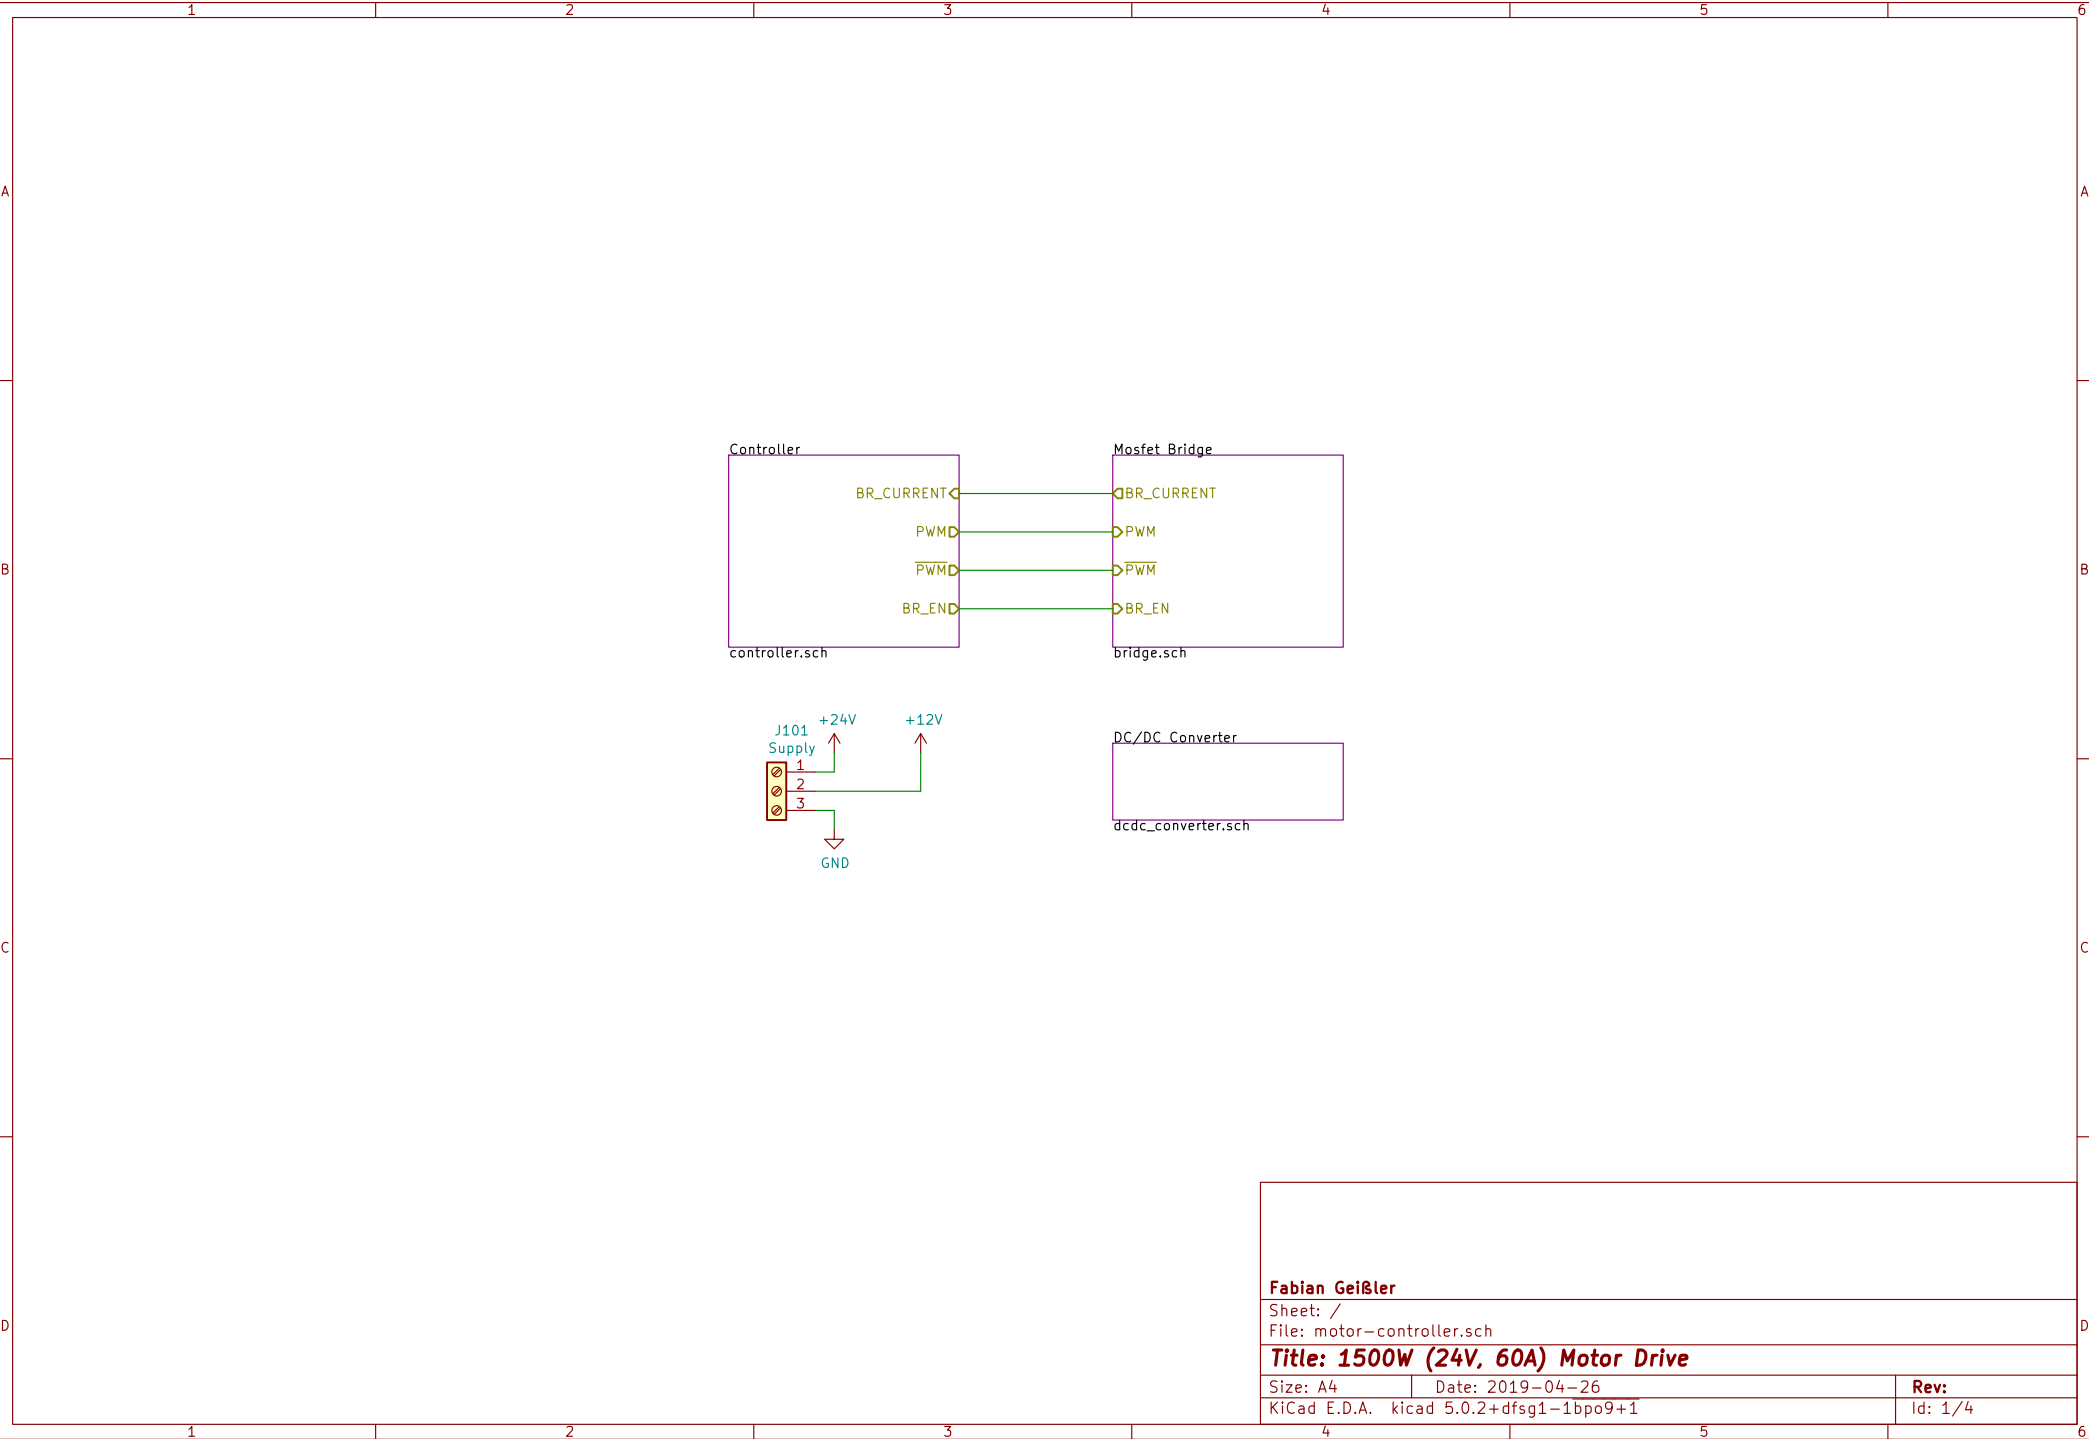 1 2 3 4 5 6
A A
Controller Mosfet Bridge
BR_CURRENT BR_CURRENT
PWM PWM
B P̅W̅M̅ P̅W̅M̅ B
BR_EN BR_EN
controller.sch bridge.sch
+24V +12V
J101
Supply
DC/DC Converter
1
2
3
dcdc_converter.sch
GND
C C
Fabian Geißler
Sheet: /
File: motor-controller.sch
D D
Title: 1500W (24V, 60A) Motor Drive
Size: A4 Date: 2019-04-26 Rev:
KiCad E.D.A. kicad 5.0.2+dfsg1-1b̅p̅o̅9̅+̅1̅ Id: 1/4
1 2 3 4 5 6